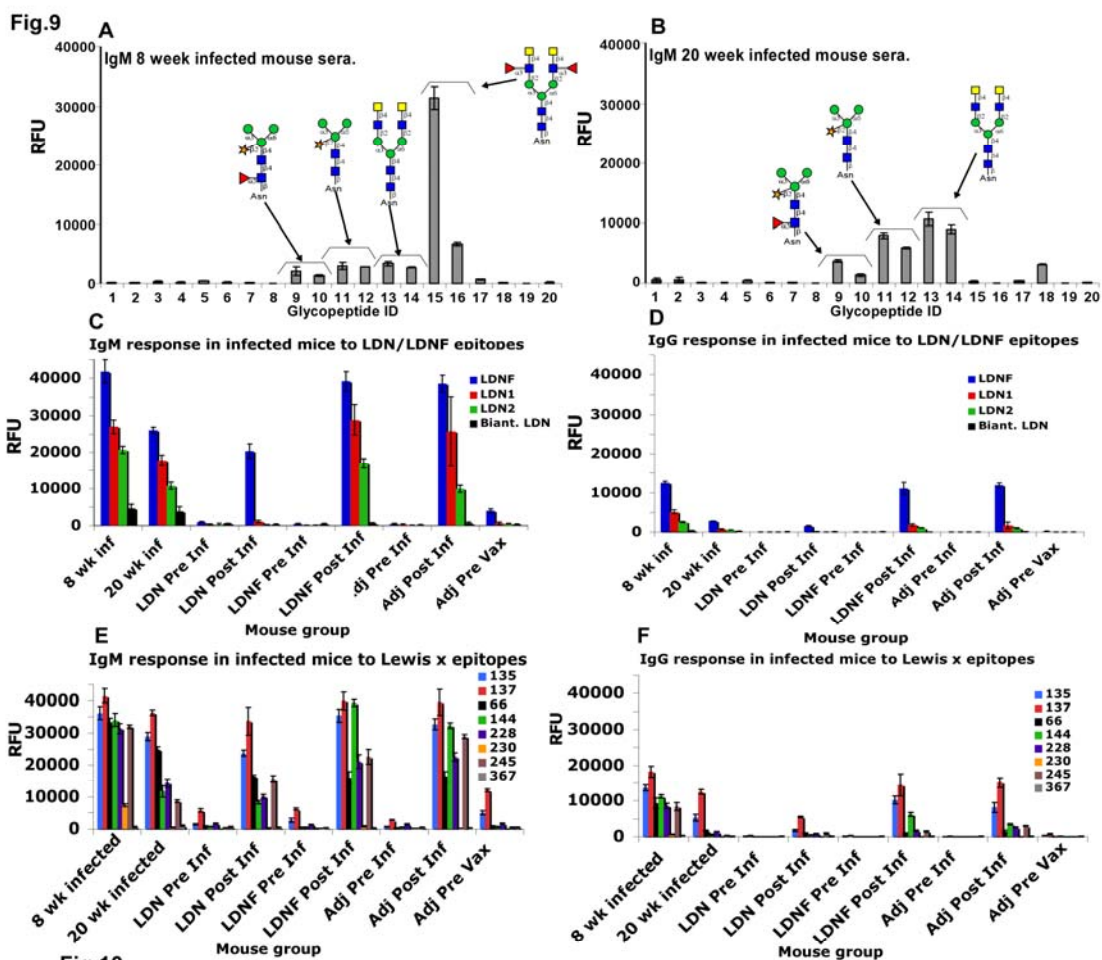 Fig.9
A
IgM 8 week infected mouse sera.
RFU
40000
30000
20000
10000
0
1 2 3 4 5 6 7 8 9 10 11 12 13 14 15 16 17 18 19 20
Glycopeptide ID
Asn
Asn
Asn
Asn
B
IgM 20 week infected mouse sera.
RFU
40000
30000
20000
10000
0
1 2 3 4 5 6 7 8 9 10 11 12 13 14 15 16 17 18 19 20
Glycopeptide ID
Asn
Asn
Asn
C
IgM response in infected mice to LDN/LDNF epitopes
RFU
40000
30000
20000
10000
0
LDNF
LDN1
LDN2
Biant. LDN
8 wk inf
20 wk inf
LDN Pre Inf
LDN Post Inf
LDNF Pre Inf
LDNF Post Inf
.dj Pre Inf
Adj Post Inf
Adj Pre Vax
Mouse group
D
IgG response in infected mice to LDN/LDNF epitopes
RFU
40000
30000
20000
10000
0
LDNF
LDN1
LDN2
Biant. LDN
8 wk inf
20 wk inf
LDN Pre Inf
LDN Post Inf
LDNF Pre Inf
LDNF Post Inf
Adj Pre Inf
Adj Post Inf
Adj Pre Vax
Mouse group
E
IgM response in infected mice to Lewis x epitopes
RFU
40000
30000
20000
10000
0
135
137
66
144
228
230
245
367
8 wk infected
20 wk infected
LDN Pre Inf
LDN Post Inf
LDNF Pre Inf
LDNF Post Inf
Adj Pre Inf
Adj Post Inf
Adj Pre Vax
Mouse group
F
IgG response in infected mice to Lewis x epitopes
RFU
40000
30000
20000
10000
0
135
137
66
144
228
230
245
367
8 wk infected
20 wk infected
LDN Pre Inf
LDN Post Inf
LDNF Pre Inf
LDNF Post Inf
Adj Pre Inf
Adj Post Inf
Adj Pre Vax
Mouse group